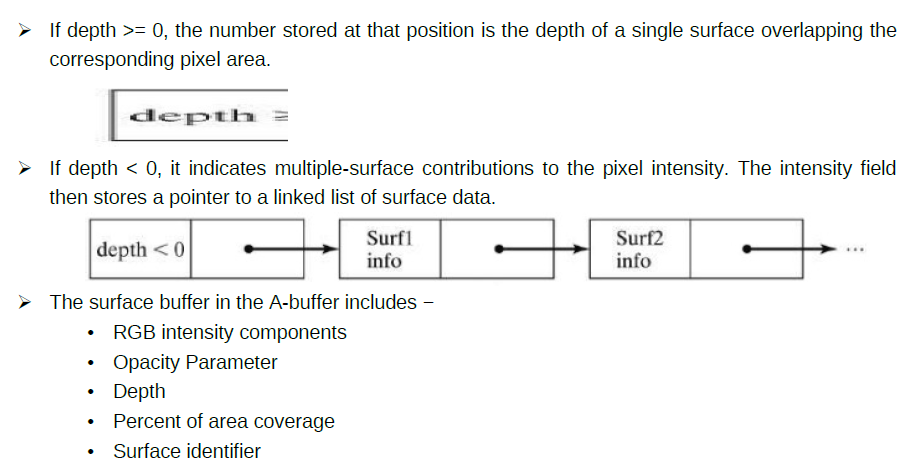 ➢ If depth >= 0, the number stored at that position is the depth of a single surface overlapping the
corresponding pixel area.
depth ≥
➢ If depth < 0, it indicates multiple-surface contributions to the pixel intensity. The intensity field
then stores a pointer to a linked list of surface data.
depth < 0
Surf1
info
Surf2
info
...
➢ The surface buffer in the A-buffer includes −
• RGB intensity components
• Opacity Parameter
• Depth
• Percent of area coverage
• Surface identifier